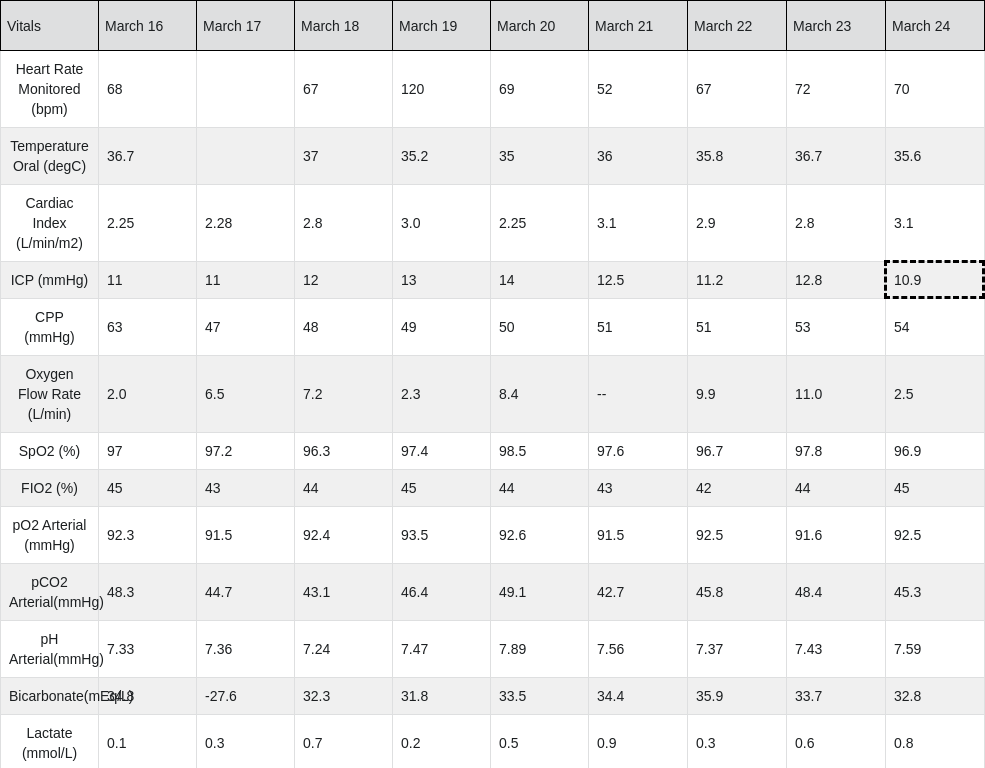 Vitals March 16 March 17 March 18 March 19 March 20 March 21 March 22 March 23 March 24
Heart Rate
Monitored
(bpm) 68 67 120 69 52 67 72 70
Temperature
Oral (degC) 36.7 37 35.2 35 36 35.8 36.7 35.6
Cardiac
Index
(L/min/m2) 2.25 2.28 2.8 3.0 2.25 3.1 2.9 2.8 3.1
ICP (mmHg) 11 11 12 13 14 12.5 11.2 12.8 10.9
CPP
(mmHg) 63 47 48 49 50 51 51 53 54
Oxygen
Flow Rate
(L/min) 2.0 6.5 7.2 2.3 8.4 -- 9.9 11.0 2.5
SpO2 (%) 97 97.2 96.3 97.4 98.5 97.6 96.7 97.8 96.9
FIO2 (%) 45 43 44 45 44 43 42 44 45
pO2 Arterial
(mmHg) 92.3 91.5 92.4 93.5 92.6 91.5 92.5 91.6 92.5
pCO2
Arterial(mmHg) 48.3 44.7 43.1 46.4 49.1 42.7 45.8 48.4 45.3
pH
Arterial(mmHg) 7.33 7.36 7.24 7.47 7.89 7.56 7.37 7.43 7.59
Bicarbonate(mEq/L) 34.8 -27.6 32.3 31.8 33.5 34.4 35.9 33.7 32.8
Lactate
(mmol/L) 0.1 0.3 0.7 0.2 0.5 0.9 0.3 0.6 0.8